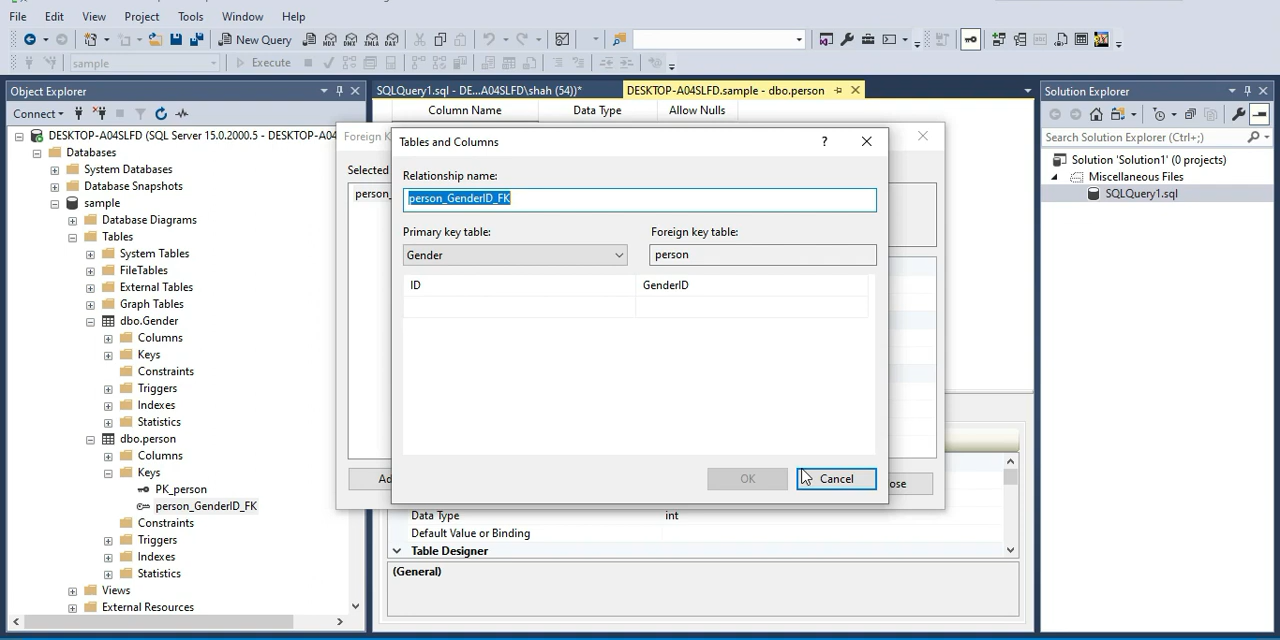 File Edit View Project Tools Window Help
New Query
sample Execute
Object Explorer
Connect
DESKTOP-A04SLFD (SQL Server 15.0.2000.5 - DESKTOP-A04
Databases
System Databases
Database Snapshots
sample
Database Diagrams
Tables
System Tables
FileTables
External Tables
Graph Tables
dbo.Gender
Columns
Keys
Constraints
Triggers
Indexes
Statistics
dbo.person
Columns
Keys
PK_person
person_GenderID_FK
Constraints
Triggers
Indexes
Statistics
Views
External Resources
SQLQuery1.sql - DE...A04SLFD\shah (54))*
DESKTOP-A04SLFD.sample - dbo.person
Column Name Data Type Allow Nulls
Foreign K
Selected
person_
Ad
ose
Tables and Columns
?
Relationship name:
person_GenderID_FK
Primary key table: Foreign key table:
Gender person
ID GenderID
OK Cancel
Data Type int
Default Value or Binding
Table Designer
(General)
Solution Explorer
Search Solution Explorer (Ctrl+;)
Solution 'Solution1' (0 projects)
Miscellaneous Files
SQLQuery1.sql